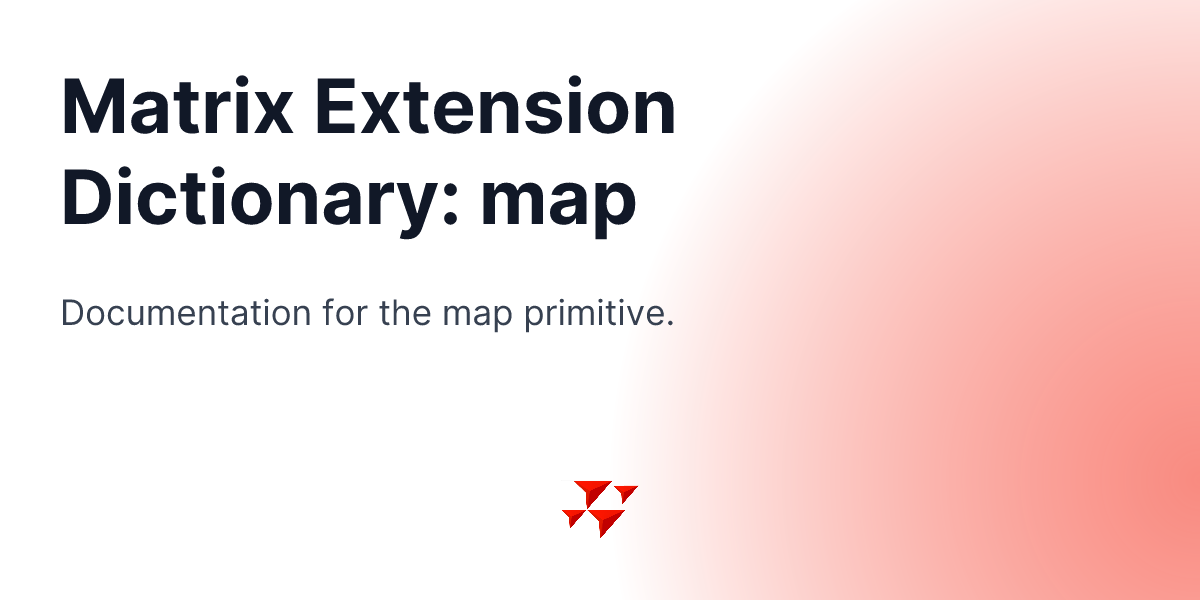 Matrix Extension
Dictionary: map
Documentation for the map primitive.